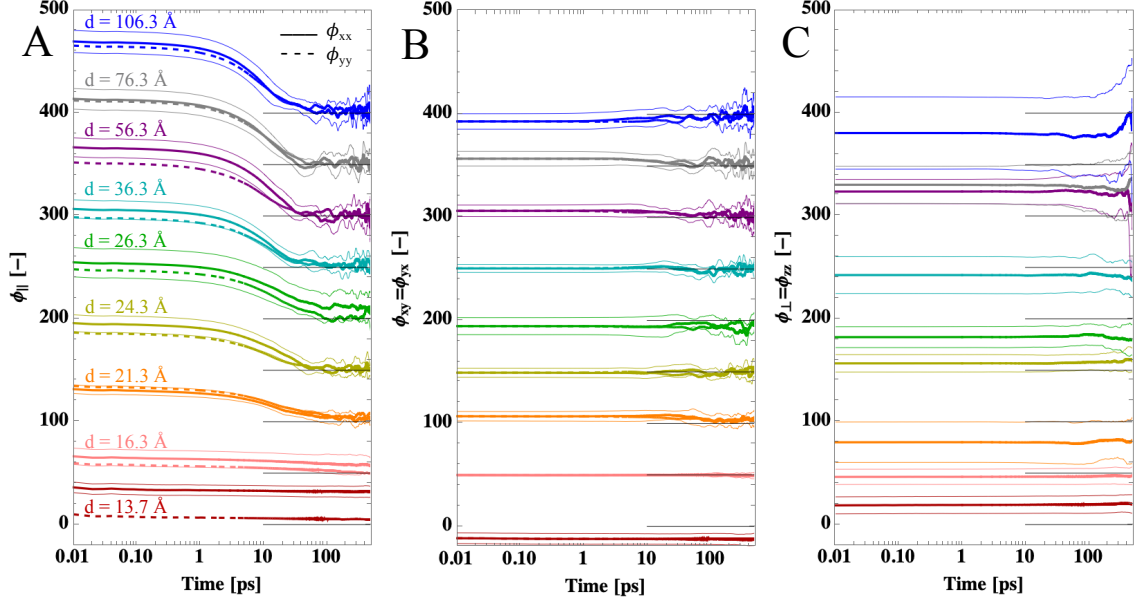 A
500
400
300
200
100
0
ϕ∥ [–]
d = 106.3 Å
d = 76.3 Å
d = 56.3 Å
d = 36.3 Å
d = 26.3 Å
d = 24.3 Å
d = 21.3 Å
d = 16.3 Å
d = 13.7 Å
ϕxx
ϕyy
0.01 0.1 1 10 100
Time [ps]
B
500
400
300
200
100
0
ϕxy=ϕyx [–]
0.01 0.1 1 10 100
Time [ps]
C
500
400
300
200
100
0
ϕ⊥=ϕzz [–]
0.01 0.1 1 10 100
Time [ps]